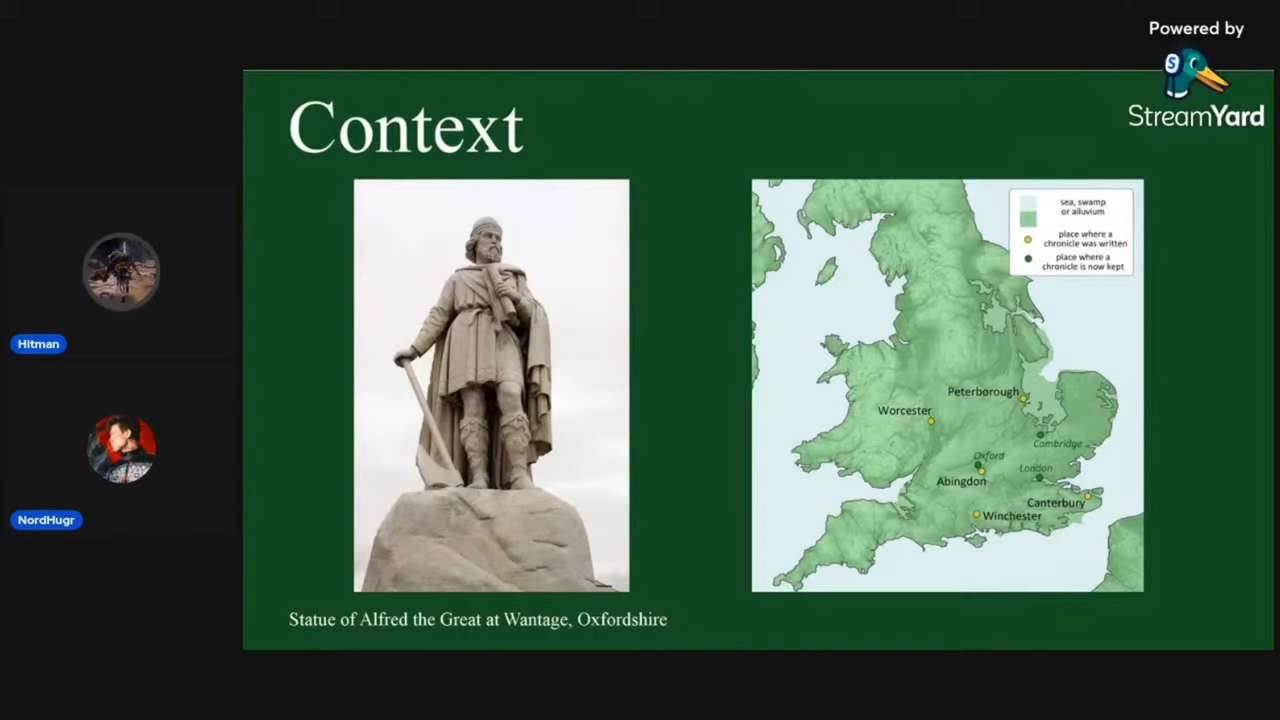 Powered by
S
StreamYard
Context
sea, swamp
or alluvium
place where a
chronicle was written
place where a
chronicle is now kept
Peterborough
Worcester
Cambridge
Oxford
London
Abingdon
Canterbury
Winchester
Hitman
NordHugr
Statue of Alfred the Great at Wantage, Oxfordshire